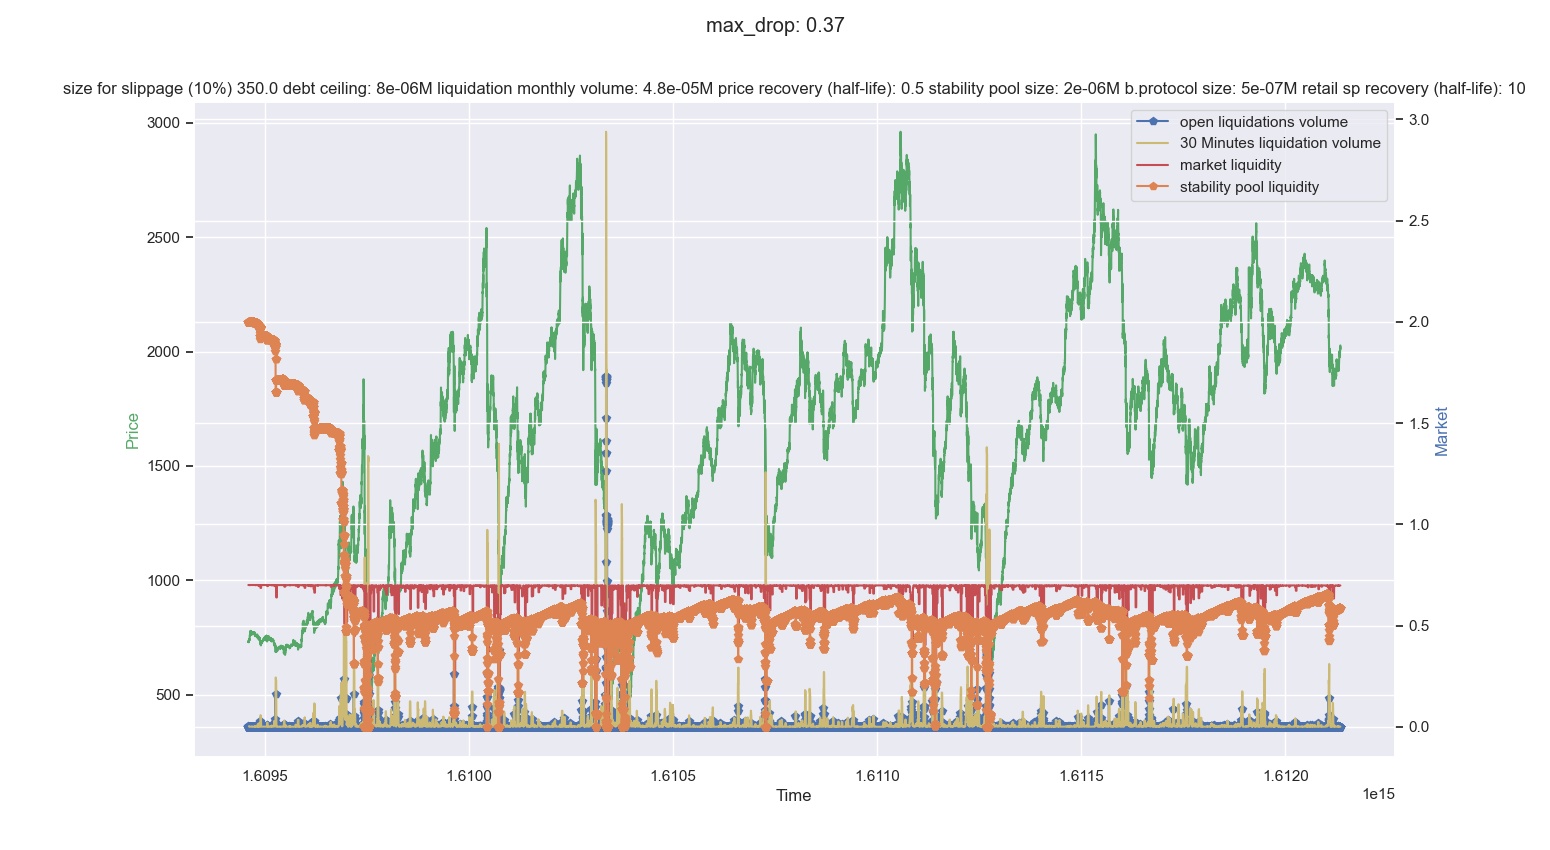 max_drop: 0.37
size for slippage (10%) 350.0 debt ceiling: 8e-06M liquidation monthly volume: 4.8e-05M price recovery (half-life): 0.5 stability pool size: 2e-06M b.protocol size: 5e-07M retail sp recovery (half-life): 10
open liquidations volume
30 Minutes liquidation volume
market liquidity
stability pool liquidity
3000
2500
2000
1500
1000
500
Price
3.0
2.5
2.0
1.5
1.0
0.5
0.0
Market
1.6095 1.6100 1.6105 1.6110 1.6115 1.6120
1e15
Time